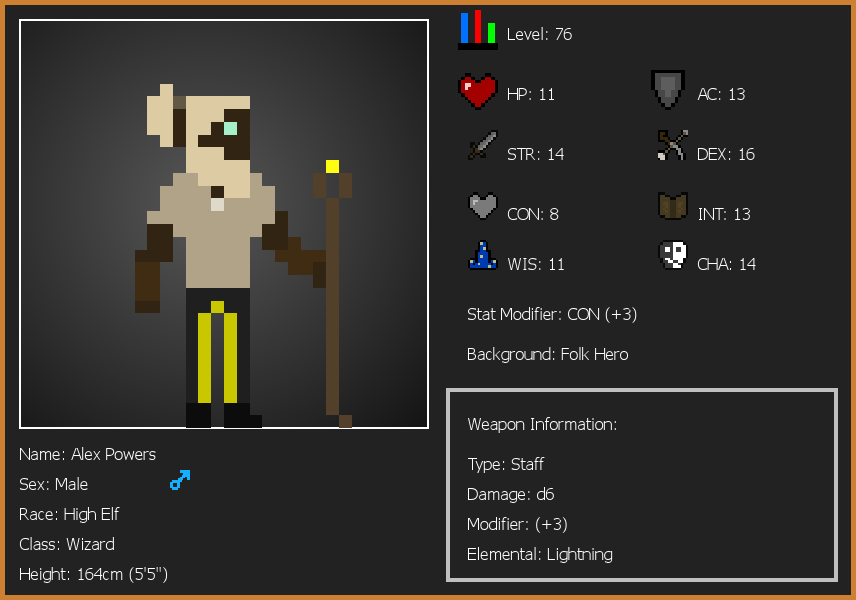 Level: 76
HP: 11
AC: 13
STR: 14
DEX: 16
CON: 8
INT: 13
WIS: 11
CHA: 14
Stat Modifier: CON (+3)
Background: Folk Hero
Weapon Information:
Type: Staff
Damage: d6
Modifier: (+3)
Elemental: Lightning
Name: Alex Powers
Sex: Male
Race: High Elf
Class: Wizard
Height: 164cm (5'5")